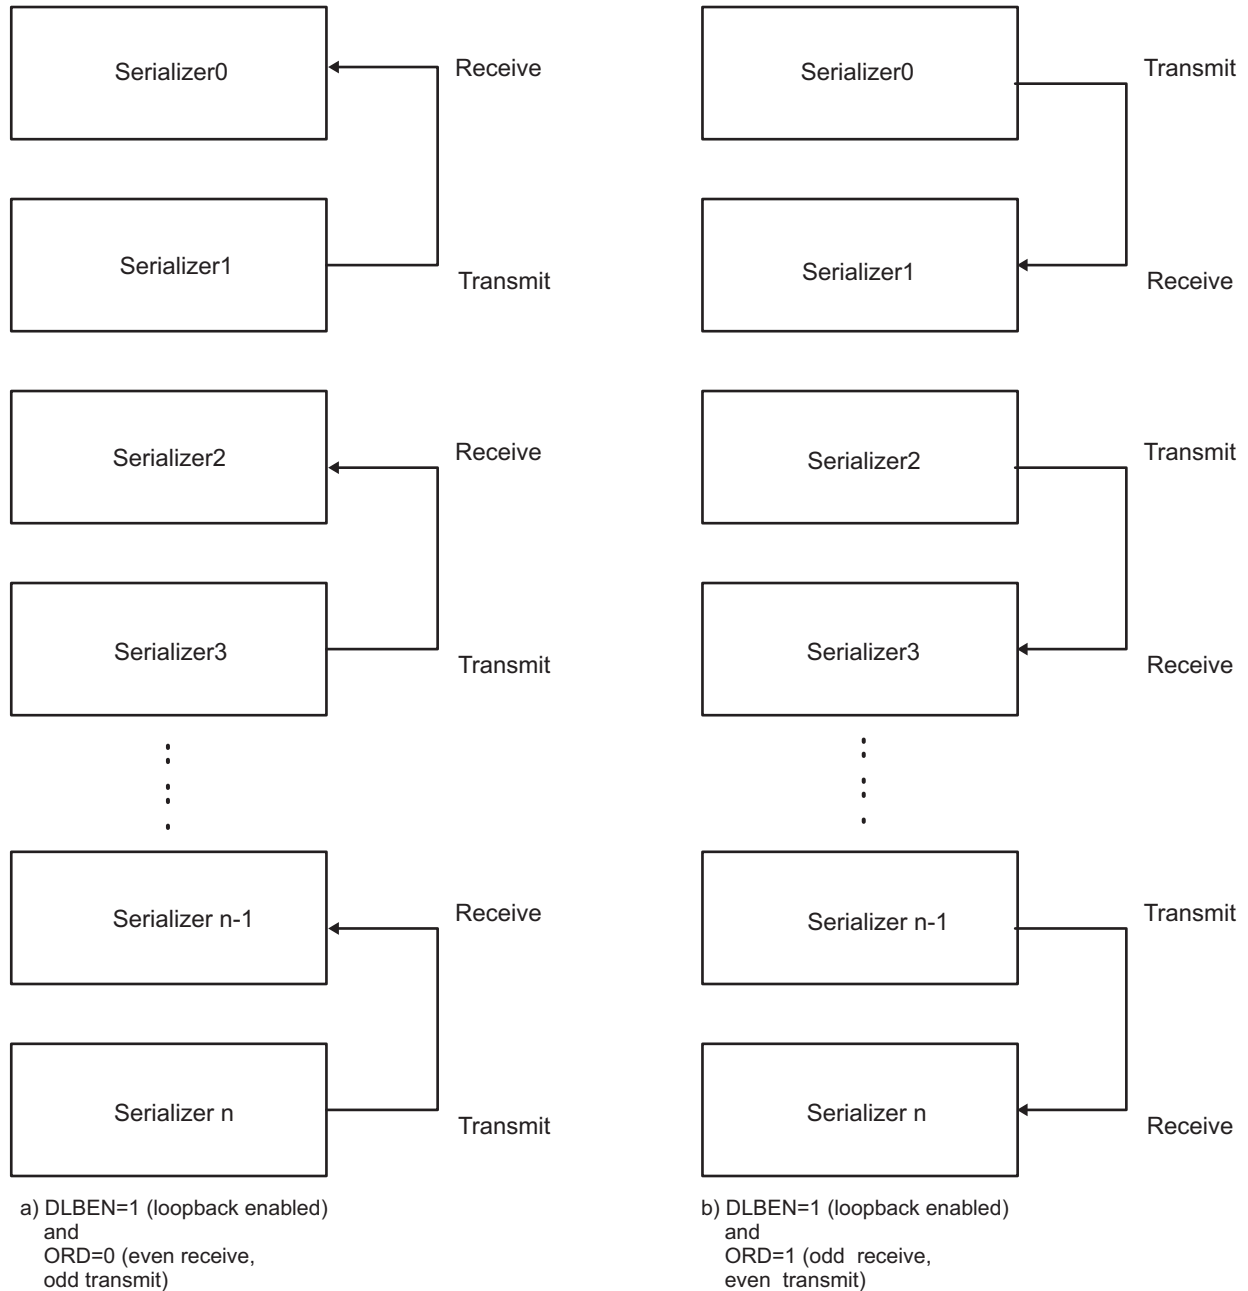 Serializer0
Receive
Serializer1
Transmit
Serializer2
Receive
Serializer3
Transmit
Serializer n-1
Receive
Serializer n
Transmit
a) DLBEN=1 (loopback enabled)
and
ORD=0 (even receive,
odd transmit)
Serializer0
Transmit
Serializer1
Receive
Serializer2
Transmit
Serializer3
Receive
Serializer n-1
Transmit
Serializer n
Receive
b) DLBEN=1 (loopback enabled)
and
ORD=1 (odd receive,
even transmit)